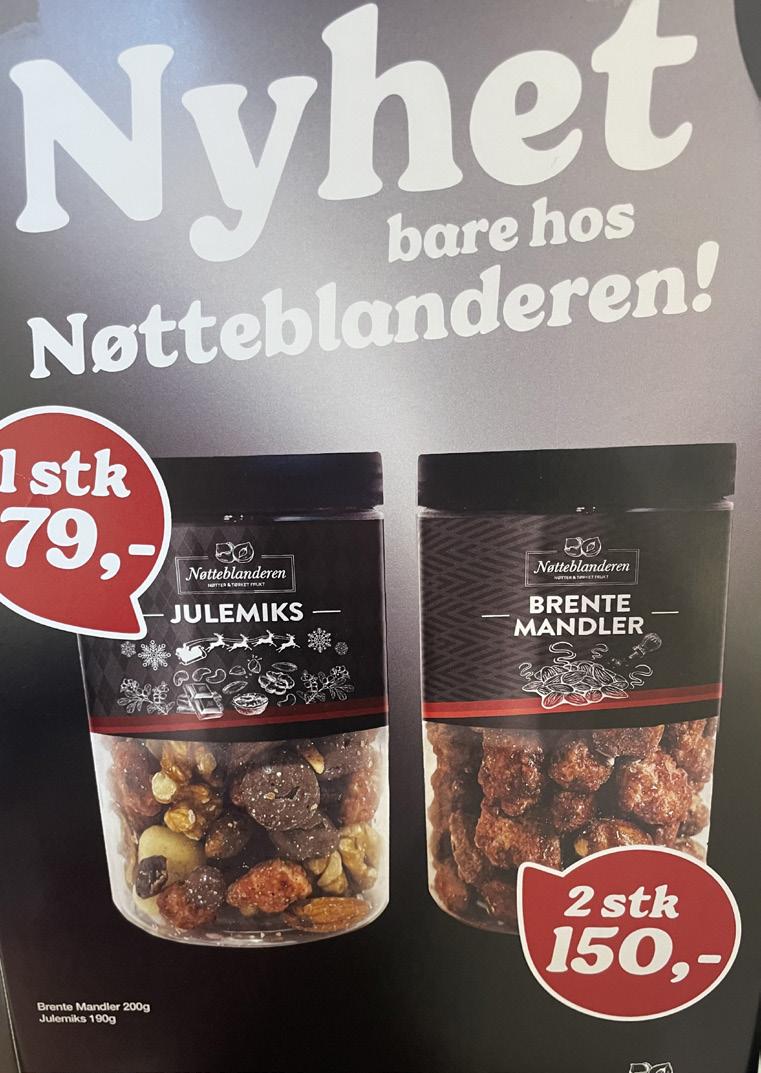 Nyhet
bare hos
Nøtteblanderen!
1 stk
79,-
Nøtteblanderen
NØTTER & TØRKET FRUKT
JULEMIKS
Nøtteblanderen
NØTTER & TØRKET FRUKT
BRENTE
MANDLER
2 stk
150,-
Brente Mandler 200g
Julemiks 190g